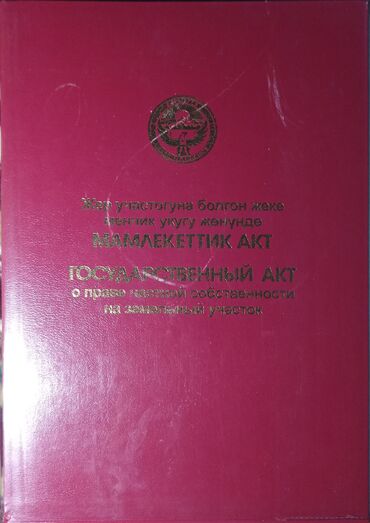 Жер участогуна болгон жеке
менчик укугу жөнүндө
МАМЛЕКЕТТИК АКТ
ГОСУДАРСТВЕННЫЙ АКТ
о праве частной собственности
на земельный участок